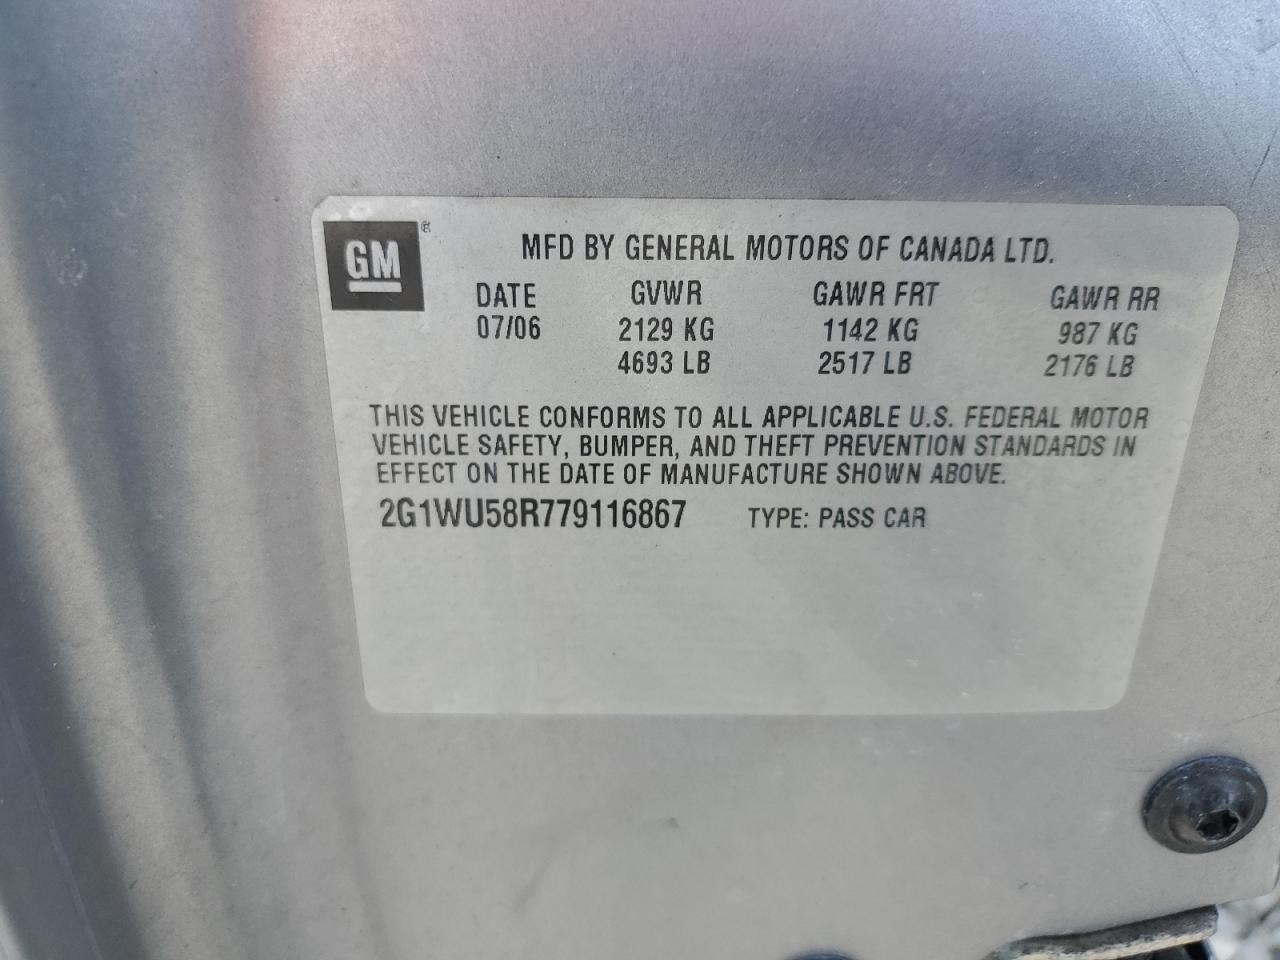 GM ®
MFD BY GENERAL MOTORS OF CANADA LTD.
DATE GVWR GAWR FRT GAWR RR
07/06 2129 KG 1142 KG 987 KG
4693 LB 2517 LB 2176 LB
THIS VEHICLE CONFORMS TO ALL APPLICABLE U.S. FEDERAL MOTOR
VEHICLE SAFETY, BUMPER, AND THEFT PREVENTION STANDARDS IN
EFFECT ON THE DATE OF MANUFACTURE SHOWN ABOVE.
2G1WU58R779116867 TYPE: PASS CAR